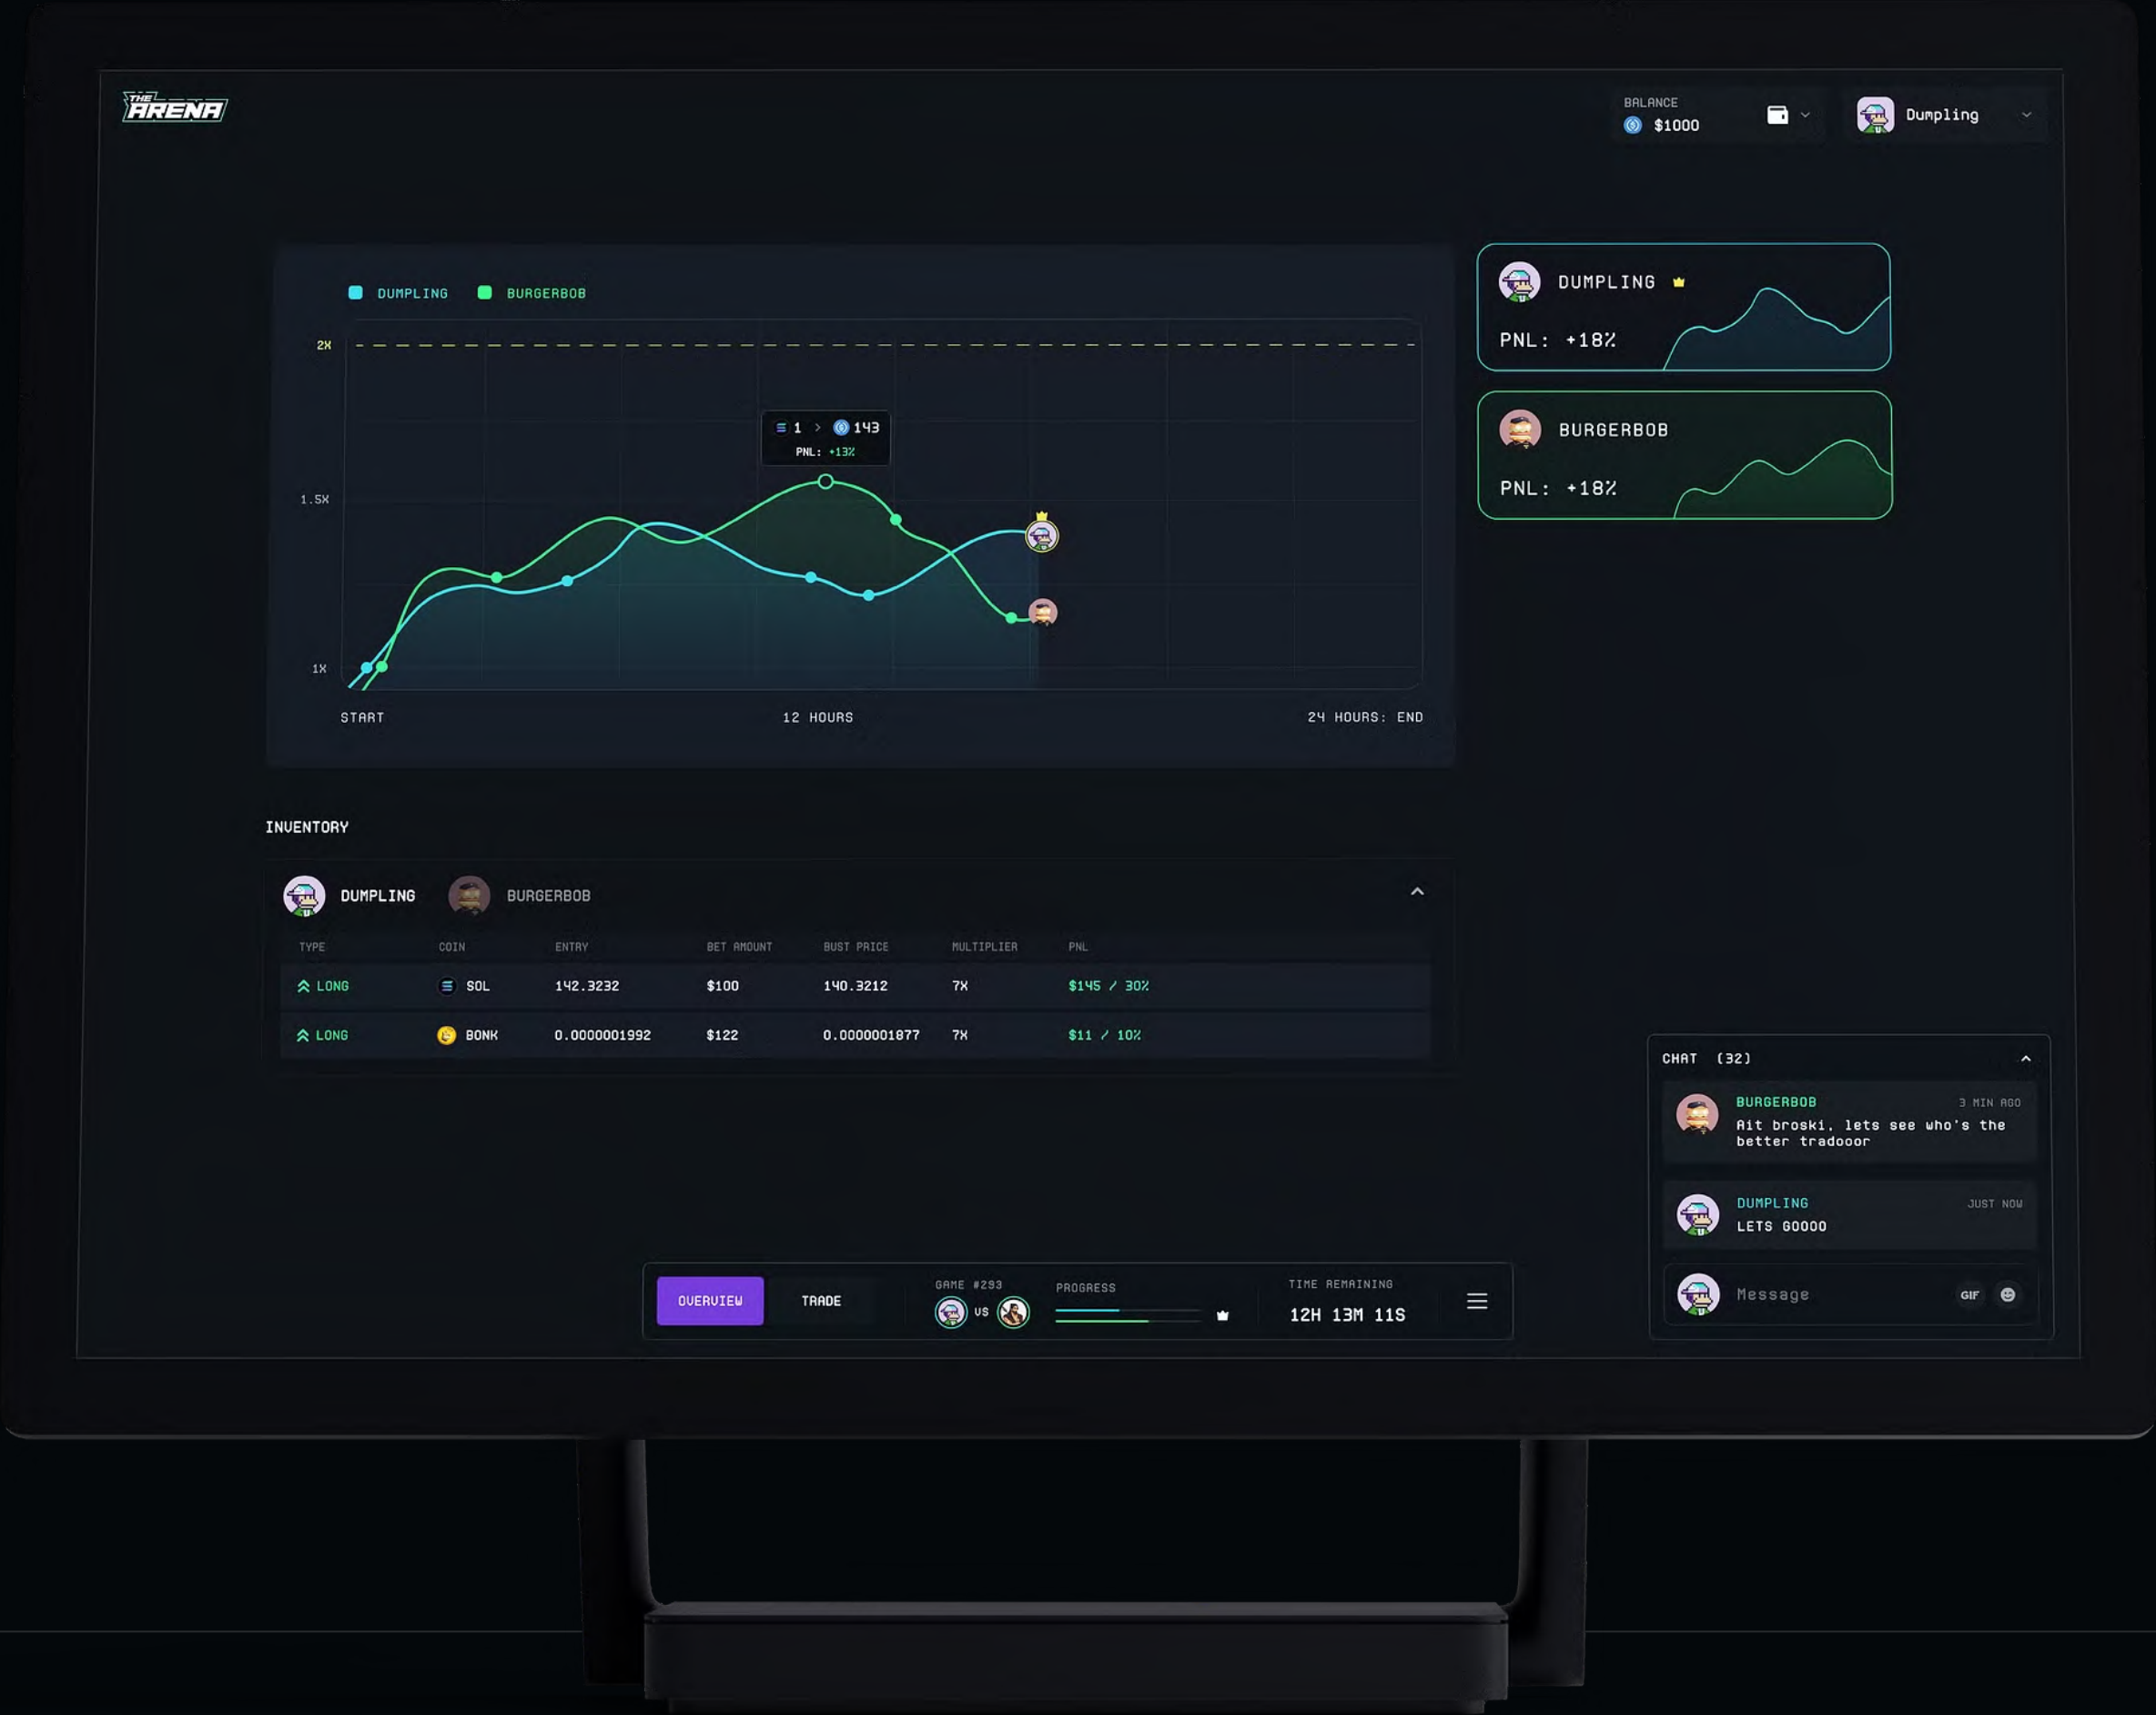 THE
ARENA
BALANCE
$1000
Dumpling
DUMPLING BURGERBOB
2X
1 > 143
PNL: +13%
1.5X
1X
START 12 HOURS 24 HOURS: END
DUMPLING
PNL: +18%
BURGERBOB
PNL: +18%
INVENTORY
DUMPLING BURGERBOB
TYPE COIN ENTRY BET AMOUNT BUST PRICE MULTIPLIER PNL
LONG SOL 142.3232 $100 140.3212 7X $145 / 30%
LONG BONK 0.0000001992 $122 0.0000001877 7X $11 / 10%
CHAT (32)
BURGERBOB 3 MIN AGO
Ait broski, lets see who's the
better tradooor
DUMPLING JUST NOW
LETS GOOOO
Message GIF
OVERVIEW TRADE
GAME #293
VS
PROGRESS
TIME REMAINING
12H 13M 11S